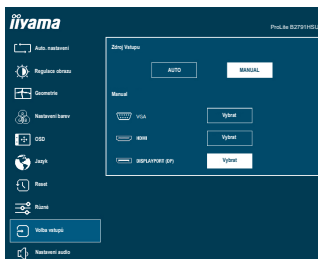 iiyama
ProLite B2791HSU
Auto. nastavení
Regulace obrazu
Geometrie
Nastavení barev
OSD
Jazyk
Reset
Různé
Volba vstupů
Nastavení audio
Zdroj Vstupu
AUTO
MANUAL
Manual
VGA
Vybrat
HDMI
Vybrat
DISPLAYPORT (DP)
Vybrat